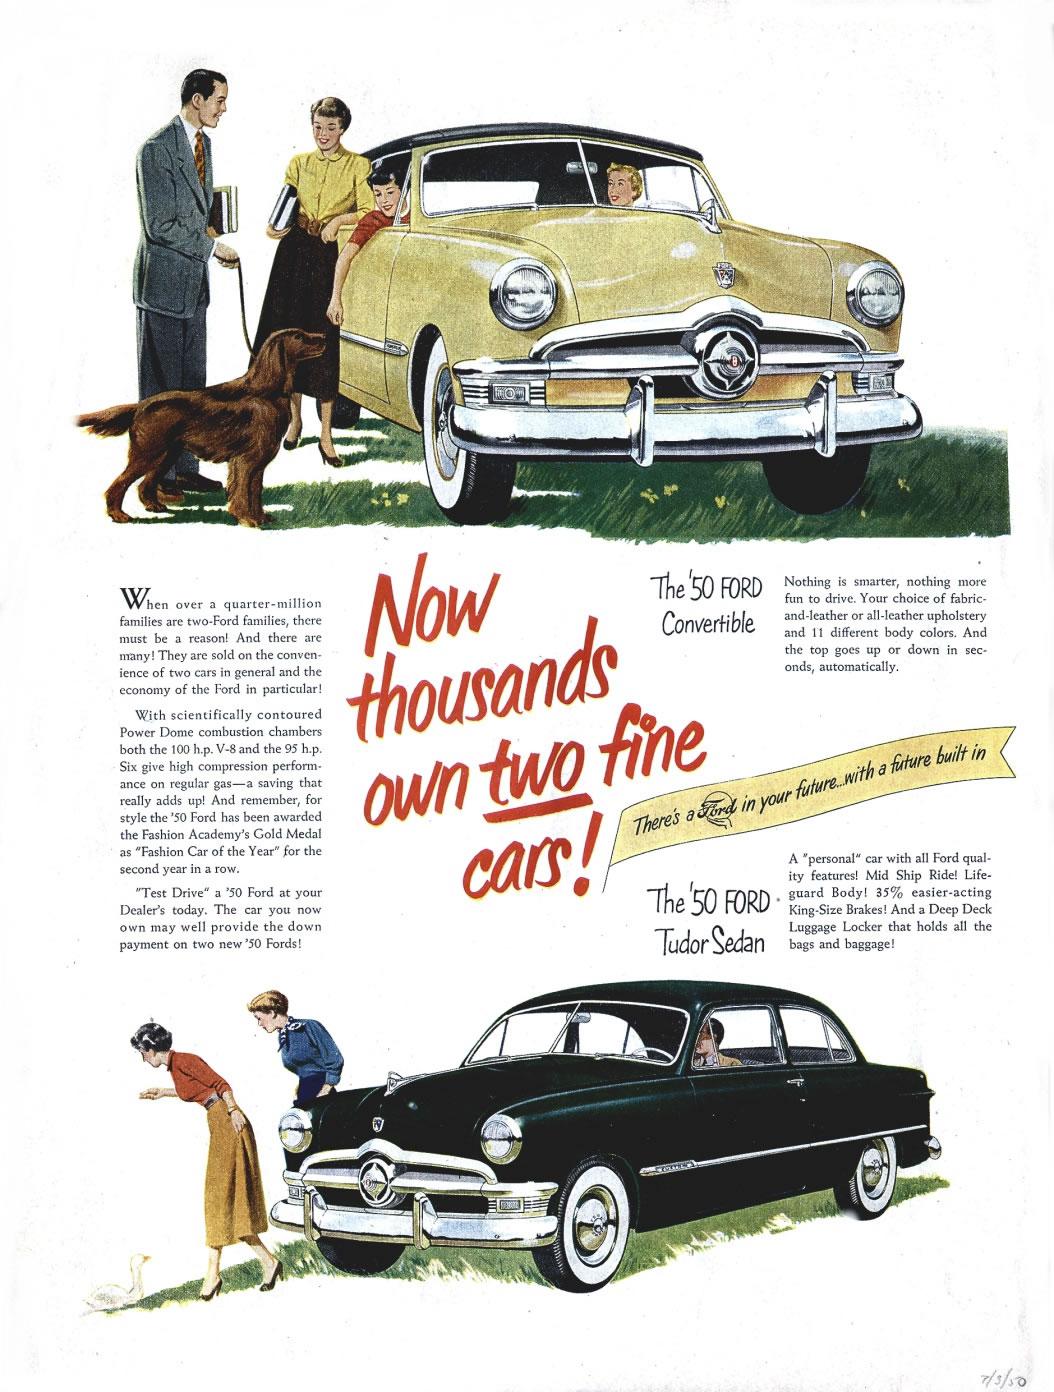 When over a quarter-million
families are two-Ford families, there
must be a reason! And there are
many! They are sold on the conven-
ience of two cars in general and the
economy of the Ford in particular!
With scientifically contoured
Power Dome combustion chambers
both the 100 h.p. V-8 and the 95 h.p.
Six give high compression perform-
ance on regular gas—a saving that
really adds up! And remember, for
style the '50 Ford has been awarded
the Fashion Academy's Gold Medal
as "Fashion Car of the Year" for the
second year in a row.
"Test Drive" a '50 Ford at your
Dealer's today. The car you now
own may well provide the down
payment on two new '50 Fords!
Now
thousands
own two fine
cars!
The '50 FORD
Convertible
Nothing is smarter, nothing more
fun to drive. Your choice of fabric-
and-leather or all-leather upholstery
and 11 different body colors. And
the top goes up or down in sec-
onds, automatically.
There's a Ford in your future...with a future built in
The '50 FORD
Tudor Sedan
A "personal" car with all Ford qual-
ity features! Mid Ship Ride! Life-
guard Body! 35% easier-acting
King-Size Brakes! And a Deep Deck
Luggage Locker that holds all the
bags and baggage!
8
7/3/50